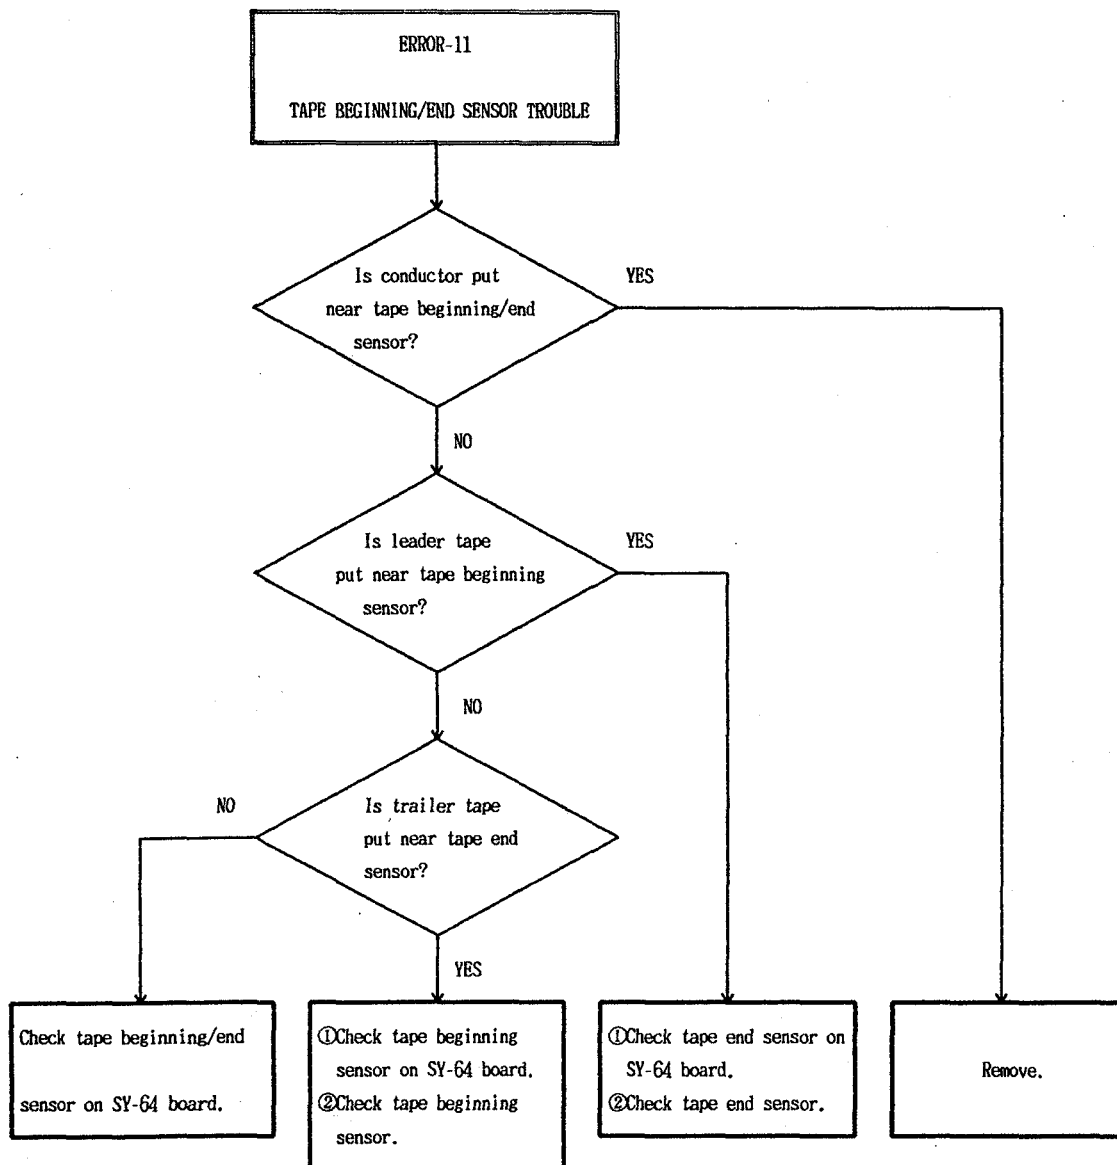 ERROR-11
TAPE BEGINNING/END SENSOR TROUBLE
Is conductor put
near tape beginning/end
sensor?
YES
NO
Is leader tape
put near tape beginning
sensor?
YES
NO
Is trailer tape
put near tape end
sensor?
NO
YES
Check tape beginning/end
sensor on SY-64 board.
①Check tape beginning
sensor on SY-64 board.
②Check tape beginning
sensor.
①Check tape end sensor on
SY-64 board.
②Check tape end sensor.
Remove.